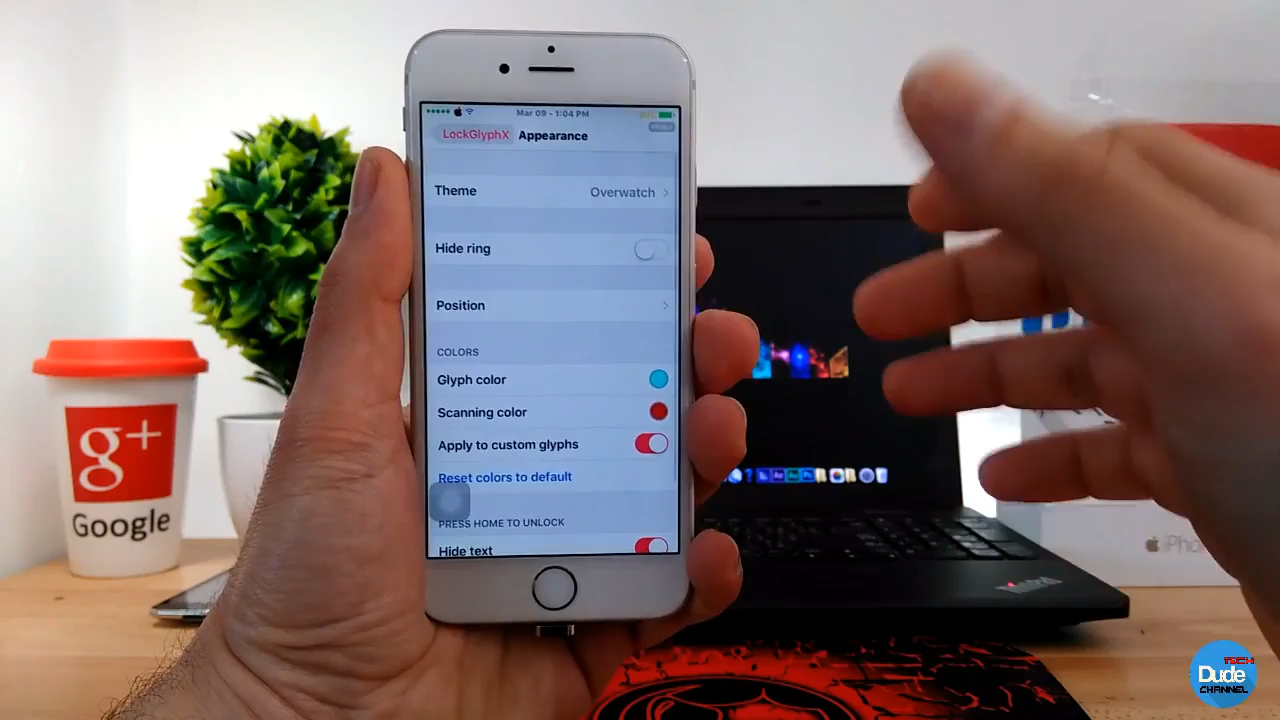 Mar 09 - 1:04 PM
LockGlyphX
Appearance
Theme
Overwatch
Hide ring
Position
COLORS
Glyph color
Scanning color
Apply to custom glyphs
Reset colors to default
PRESS HOME TO UNLOCK
Hide text
g+
Google
ThinkPad
TECH
Dude
CHANNEL